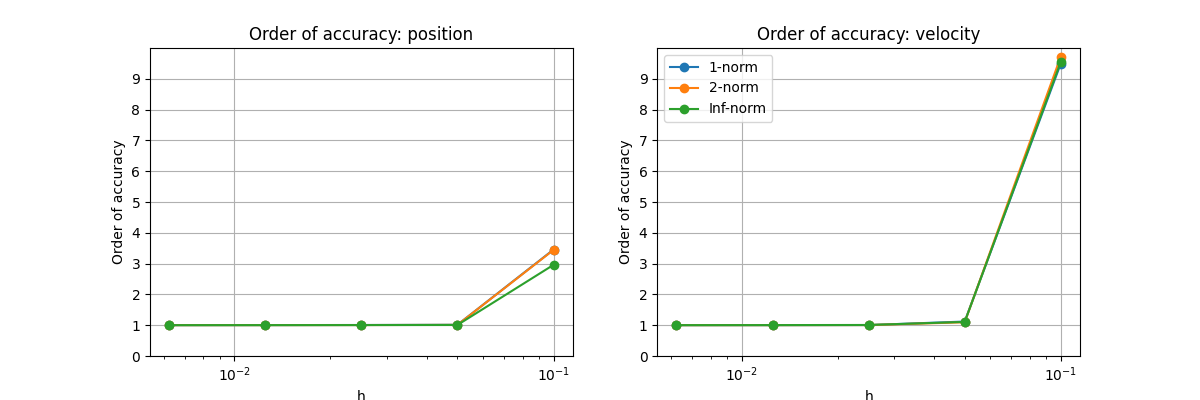 Order of accuracy: position
Order of accuracy
9
8
7
6
5
4
3
2
1
0
10⁻²
10⁻¹
h
Order of accuracy: velocity
1-norm
2-norm
Inf-norm
Order of accuracy
9
8
7
6
5
4
3
2
1
0
10⁻²
10⁻¹
h